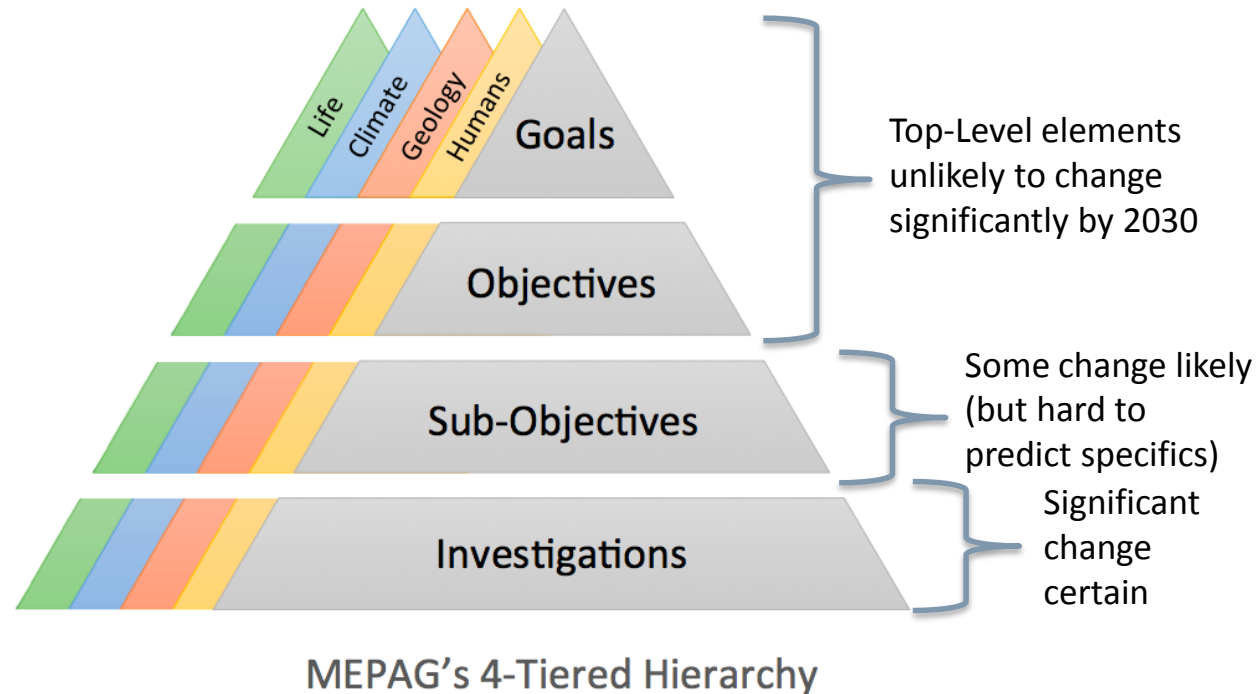 Life
Climate
Geology
Humans
Goals
Top-Level elements
unlikely to change
significantly by 2030
Objectives
Some change likely
(but hard to
predict specifics)
Sub-Objectives
Significant
change
certain
Investigations
MEPAG's 4-Tiered Hierarchy